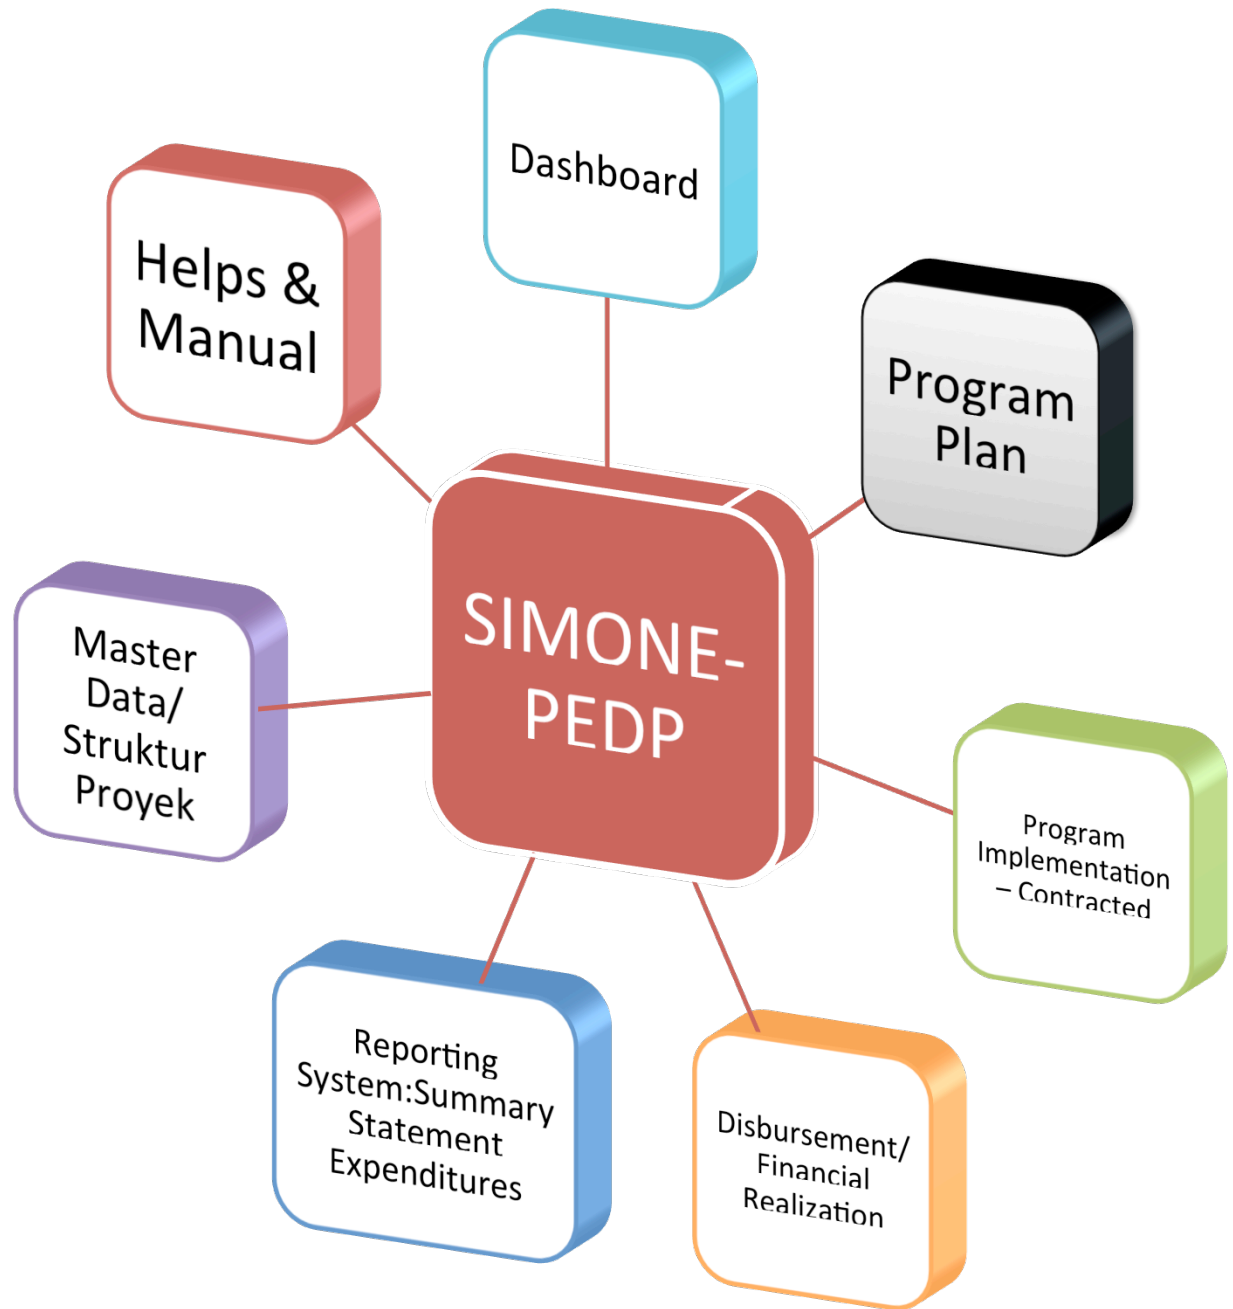 Dashboard
Helps &
Manual
Program
Plan
SIMONE-
PEDP
Master
Data/
Struktur
Proyek
Program
Implementation
– Contracted
Reporting
System:Summary
Statement
Expenditures
Disbursement/
Financial
Realization